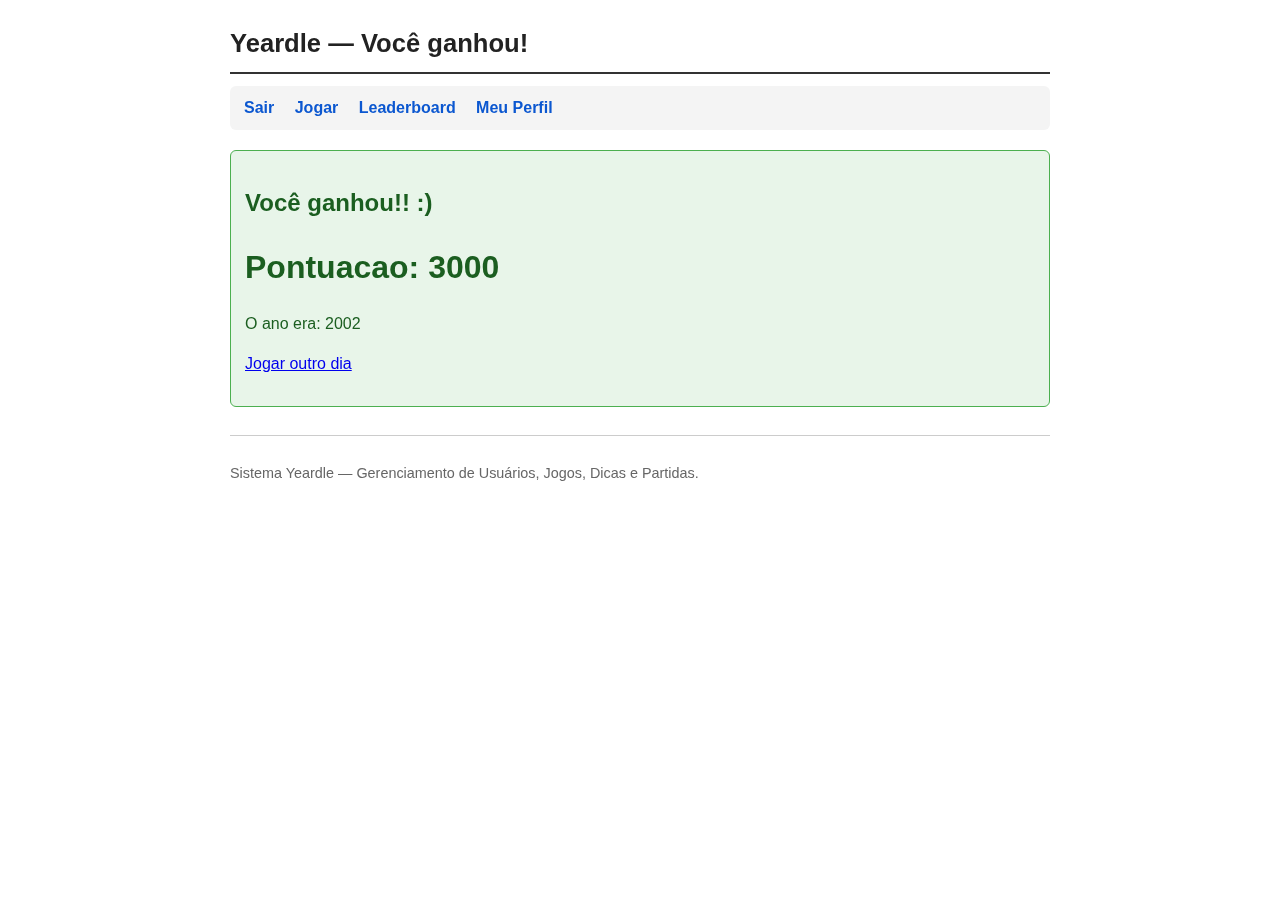 Yeardle — Você ganhou!
Sair Jogar Leaderboard Meu Perfil
Você ganhou!! :)
Pontuacao: 3000
O ano era: 2002
Jogar outro dia
Sistema Yeardle — Gerenciamento de Usuários, Jogos, Dicas e Partidas.